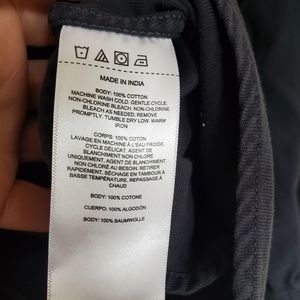 MADE IN INDIA
BODY: 100% COTTON
MACHINE WASH COLD. GENTLE CYCLE.
NON-CHLORINE BLEACH. NON-CHLORINE
BLEACH AS NEEDED. REMOVE
PROMPTLY. TUMBLE DRY LOW. WARM
IRON
CORPS: 100% COTON
LAVAGE EN MACHINE À L'EAU FROIDE.
CYCLE DÉLICAT. AGENT DE
BLANCHIMENT NON CHLORÉ
UNIQUEMENT. AGENT DE BLANCHIMENT
NON CHLORÉ AU BESOIN. RETIRER
RAPIDEMENT. SÉCHAGE EN TAMBOUR À
BASSE TEMPÉRATURE. REPASSAGE À
CHAUD
BODY: 100% COTONE
CUERPO: 100% ALGODÓN
BODY: 100% BAUMWOLLE